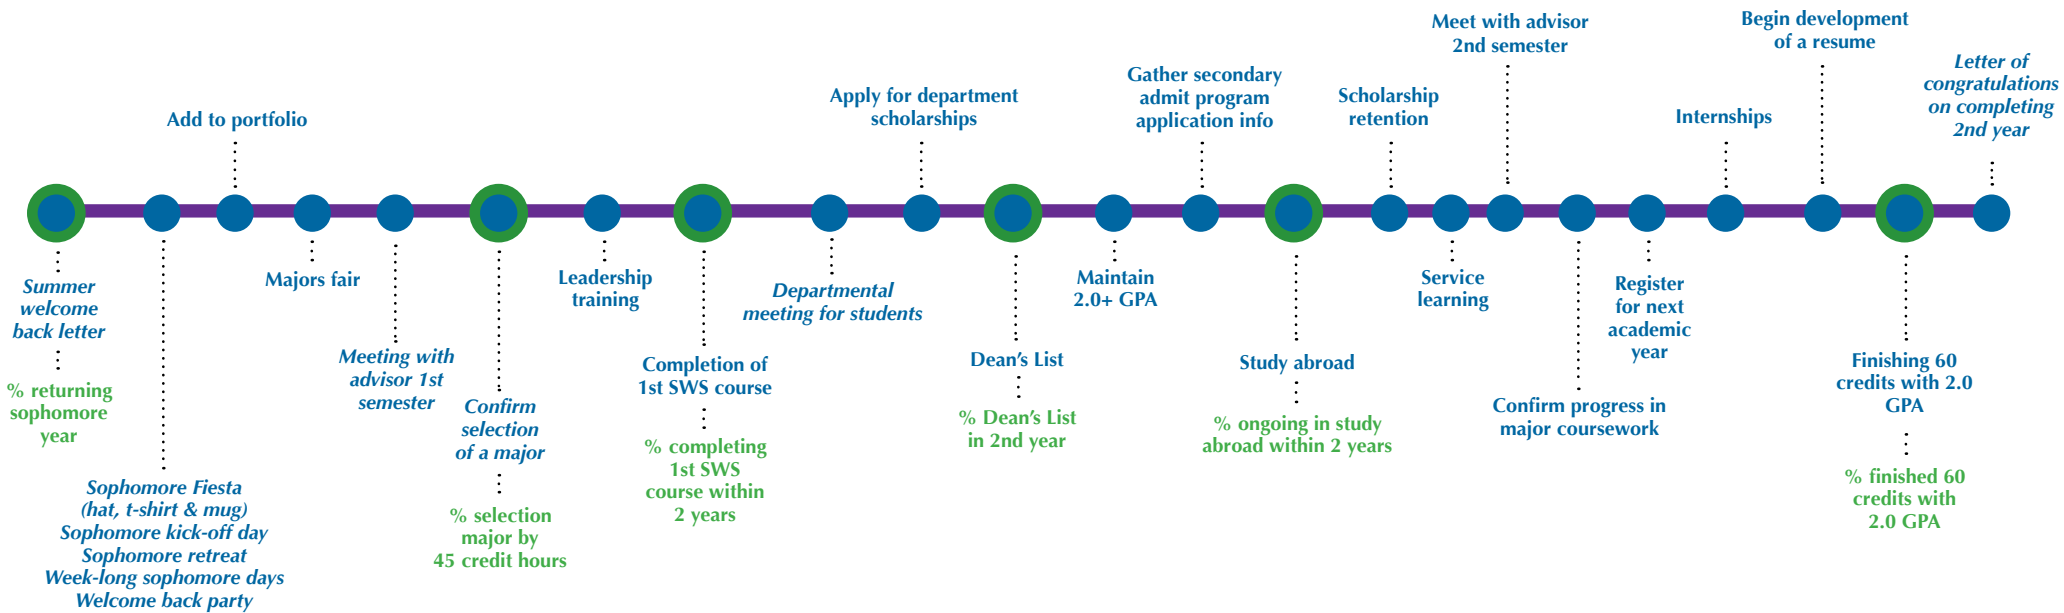 Summer
welcome
back letter
% returning
sophomore
year
Sophomore Fiesta
(hat, t-shirt & mug)
Sophomore kick-off day
Sophomore retreat
Week-long sophomore days
Welcome back party
Add to portfolio
Majors fair
Meeting with
advisor 1st
semester
Confirm
selection
of a major
% selection
major by
45 credit hours
Leadership
training
Completion of
1st SWS course
% completing
1st SWS
course within
2 years
Departmental
meeting for students
Apply for department
scholarships
Dean’s List
% Dean’s List
in 2nd year
Maintain
2.0+ GPA
Gather secondary
admit program
application info
Study abroad
% ongoing in study
abroad within 2 years
Scholarship
retention
Service
learning
Meet with advisor
2nd semester
Confirm progress in
major coursework
Register
for next
academic
year
Internships
Begin development
of a resume
Finishing 60
credits with 2.0
GPA
% finished 60
credits with
2.0 GPA
Letter of
congratulations
on completing
2nd year